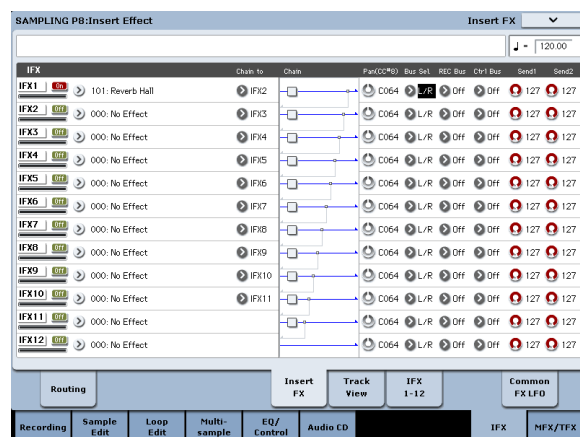 SAMPLING P8:Insert Effect Insert FX
♩= 120.00
IFX Chain to Chain Pan(CC#8) Bus Sel. REC Bus Ctrl Bus Send1 Send2
IFX1 On 101: Reverb Hall IFX2 C064 L/R Off Off 127 127
IFX2 Off 000: No Effect IFX3 C064 L/R Off Off 127 127
IFX3 Off 000: No Effect IFX4 C064 L/R Off Off 127 127
IFX4 Off 000: No Effect IFX5 C064 L/R Off Off 127 127
IFX5 Off 000: No Effect IFX6 C064 L/R Off Off 127 127
IFX6 Off 000: No Effect IFX7 C064 L/R Off Off 127 127
IFX7 Off 000: No Effect IFX8 C064 L/R Off Off 127 127
IFX8 Off 000: No Effect IFX9 C064 L/R Off Off 127 127
IFX9 Off 000: No Effect IFX10 C064 L/R Off Off 127 127
IFX10 Off 000: No Effect IFX11 C064 L/R Off Off 127 127
IFX11 Off 000: No Effect C064 L/R Off Off 127 127
IFX12 Off 000: No Effect C064 L/R Off Off 127 127
Routing Insert FX Track View IFX 1-12 Common FX LFO
Recording Sample Edit Loop Edit Multi-sample EQ/Control Audio CD IFX MFX/TFX